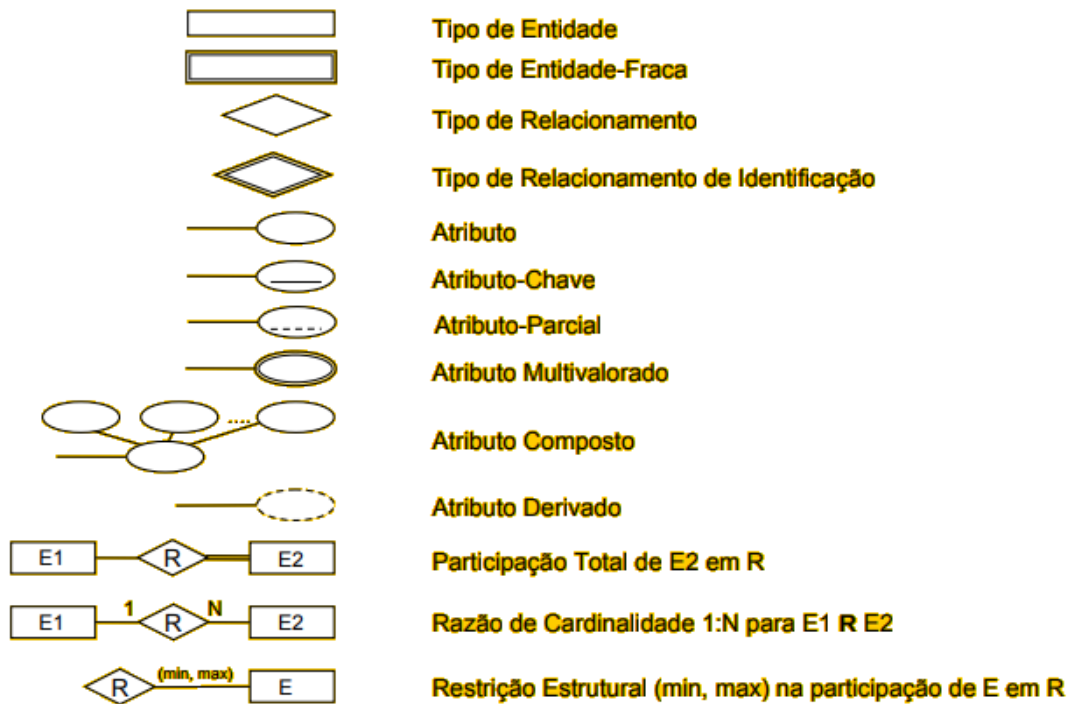 Tipo de Entidade
Tipo de Entidade-Fraca
Tipo de Relacionamento
Tipo de Relacionamento de Identificação
Atributo
Atributo-Chave
Atributo-Parcial
Atributo Multivalorado
....
Atributo Composto
Atributo Derivado
E1 R E2 Participação Total de E2 em R
E1 1 R N E2 Razão de Cardinalidade 1:N para E1 R E2
R (min, max) E Restrição Estrutural (min, max) na participação de E em R